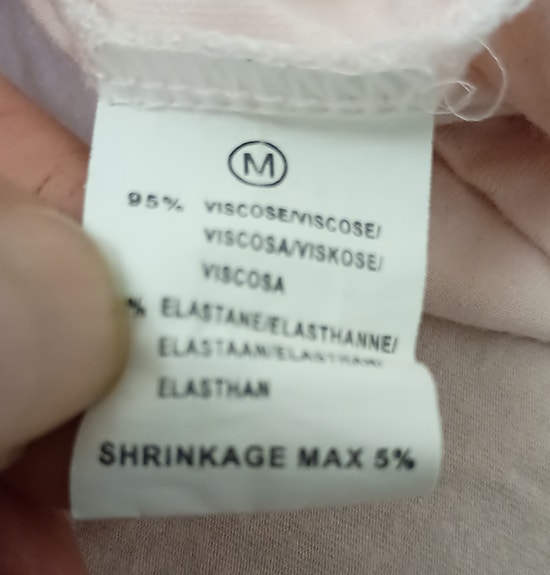 M
95% VISCOSE/VISCOSE/
VISCOSA/VISKOSE/
VISCOSA
% ELASTANE/ELASTHANNE/
ELASTAAN/
ELASTHAN
SHRINKAGE MAX 5%